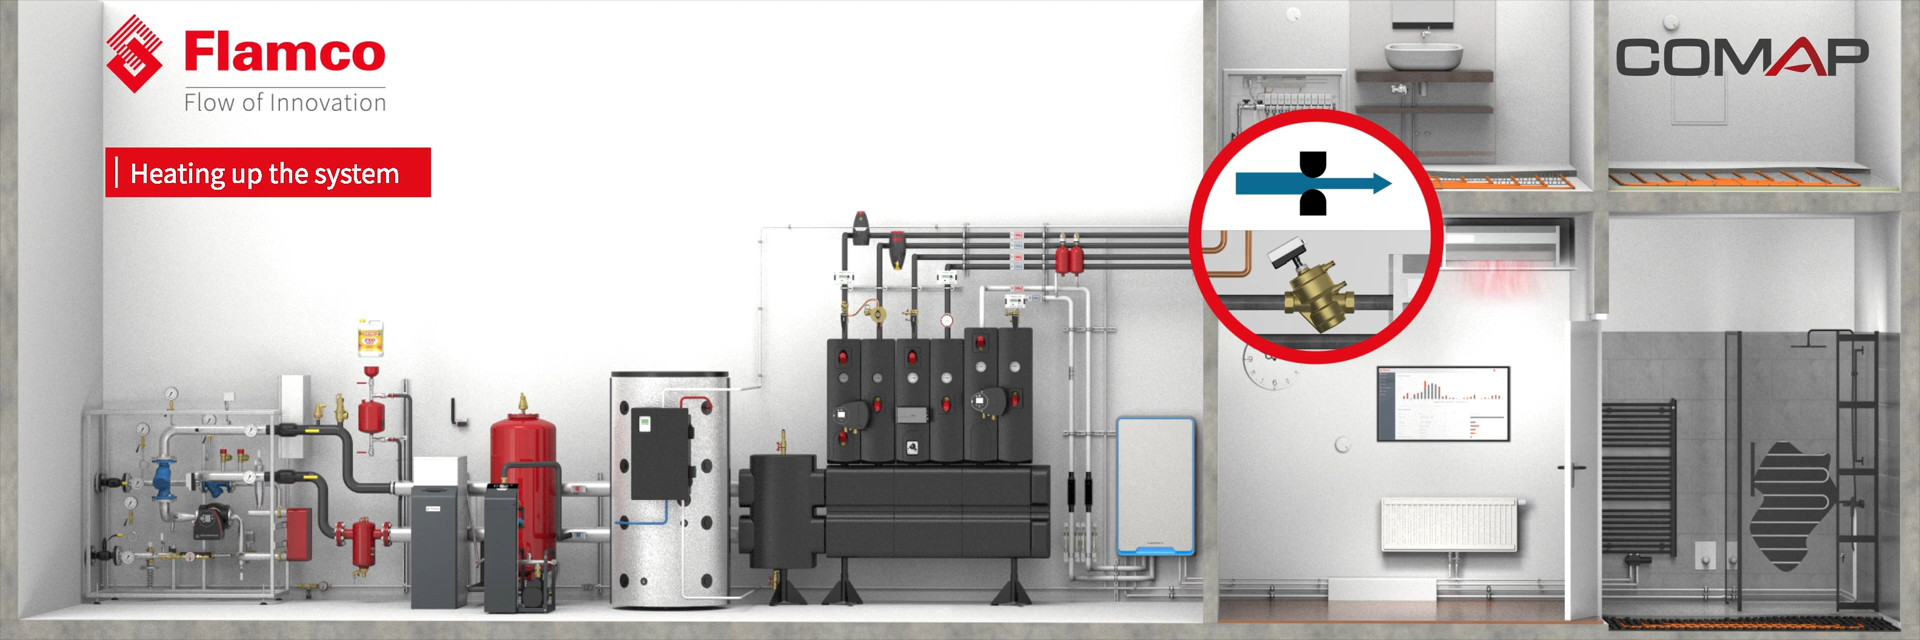 Flamco
Flow of Innovation
Heating up the system
COMAP